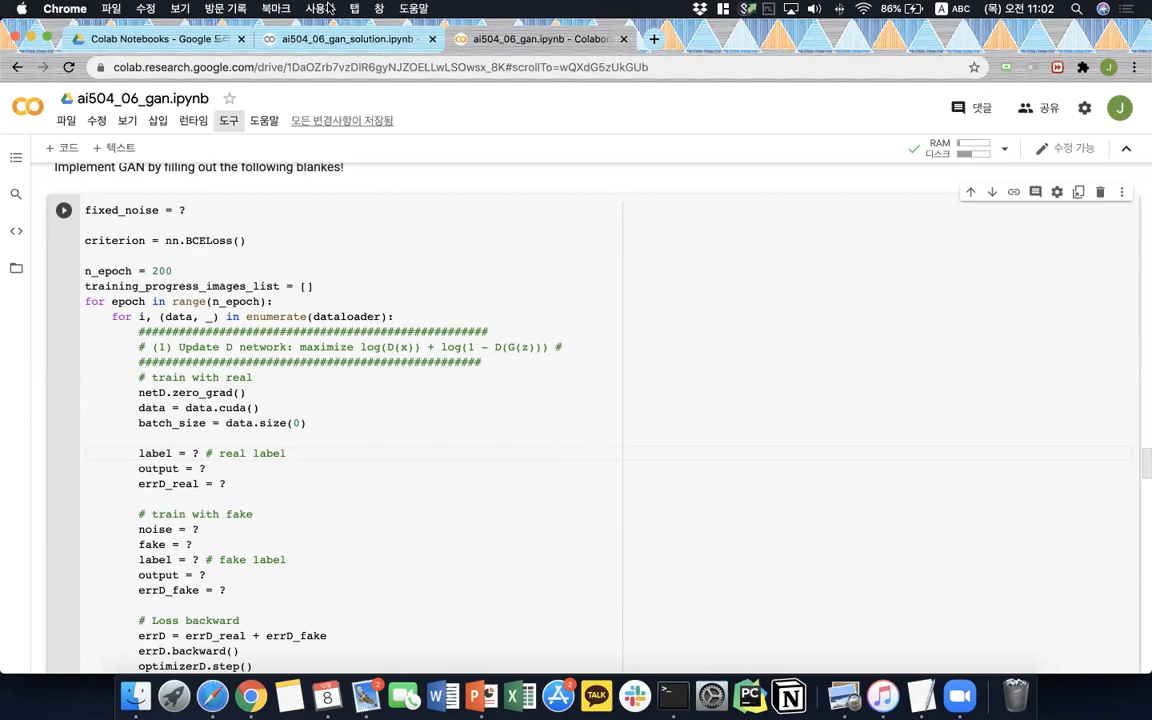 Chrome 파일 수정 보기 방문 기록 북마크 탭 창 도움말 86% A ABC (목) 오전 11:02
Colab Notebooks - Google 드 ai504_06_gan_solution.ipynb - ai504_06_gan.ipynb - Colabor
colab.research.google.com/drive/1DaOZrb7vzDlR6gyNJZOELLwLSOwsx_8K#scrollTo=wQXdG5zUkGUb J
ai504_06_gan.ipynb 댓글 공유 J
파일 수정 보기 삽입 런타임 도구 도움말 모든 변경사항이 저장됨
+ 코드 + 텍스트 RAM 디스크 수정 가능
Implement GAN by filling out the following blankes!
fixed_noise = ?
criterion = nn.BCELoss()
n_epoch = 200
training_progress_images_list = []
for epoch in range(n_epoch):
for i, (data, _) in enumerate(dataloader):
####################################################
# (1) Update D network: maximize log(D(x)) + log(1 - D(G(z))) #
###################################################
# train with real
netD.zero_grad()
data = data.cuda()
batch_size = data.size(0)
label = ? # real label
output = ?
errD_real = ?
# train with fake
noise = ?
fake = ?
label = ? # fake label
output = ?
errD_fake = ?
# Loss backward
errD = errD_real + errD_fake
errD.backward()
optimizerD.step()